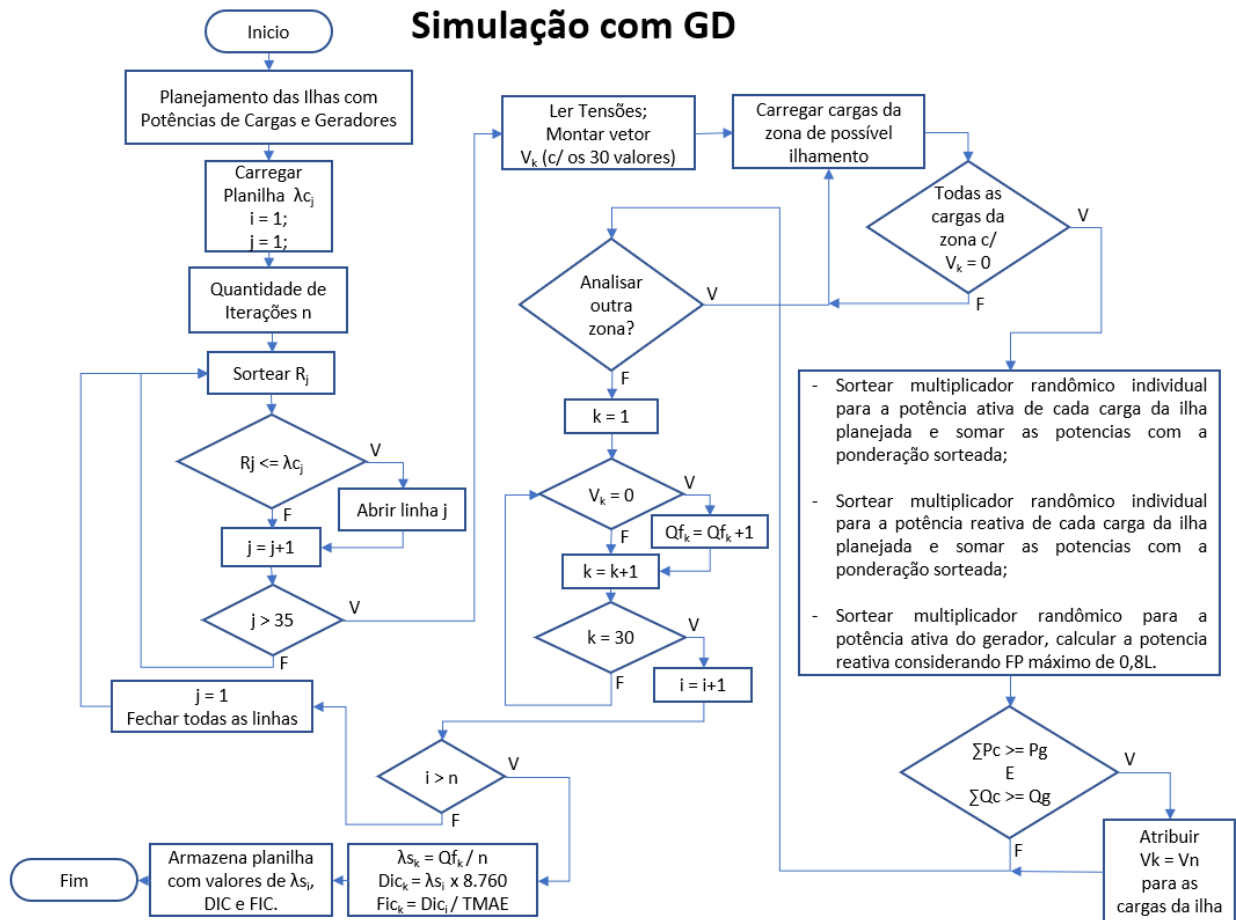 Simulação com GD
Inicio
Planejamento das Ilhas com
Potências de Cargas e Geradores
Carregar
Planilha λcj
i = 1;
j = 1;
Quantidade de
Iterações n
Sortear Rj
Rj <= λcj
V
F
Abrir linha j
j = j+1
j > 35
V
F
Ler Tensões;
Montar vetor
Vk (c/ os 30 valores)
Carregar cargas da
zona de possível
ilhamento
Todas as
cargas da
zona c/
Vk = 0
V
F
- Sortear multiplicador randômico individual
para a potência ativa de cada carga da ilha
planejada e somar as potencias com a
ponderação sorteada;
- Sortear multiplicador randômico individual
para a potência reativa de cada carga da ilha
planejada e somar as potencias com a
ponderação sorteada;
- Sortear multiplicador randômico para a
potência ativa do gerador, calcular a potencia
reativa considerando FP máximo de 0,8L.
∑Pc >= Pg
E
∑Qc >= Qg
V
F
Atribuir
Vk = Vn
para as
cargas da ilha
Analisar
outra
zona?
V
F
k = 1
Vk = 0
V
F
Qfk = Qfk +1
k = k+1
k = 30
V
F
i = i+1
i > n
V
F
j = 1
Fechar todas as linhas
λsk = Qfk / n
Dick = λsi x 8.760
Fick = Dici / TMAE
Armazena planilha
com valores de λsi,
DIC e FIC.
Fim